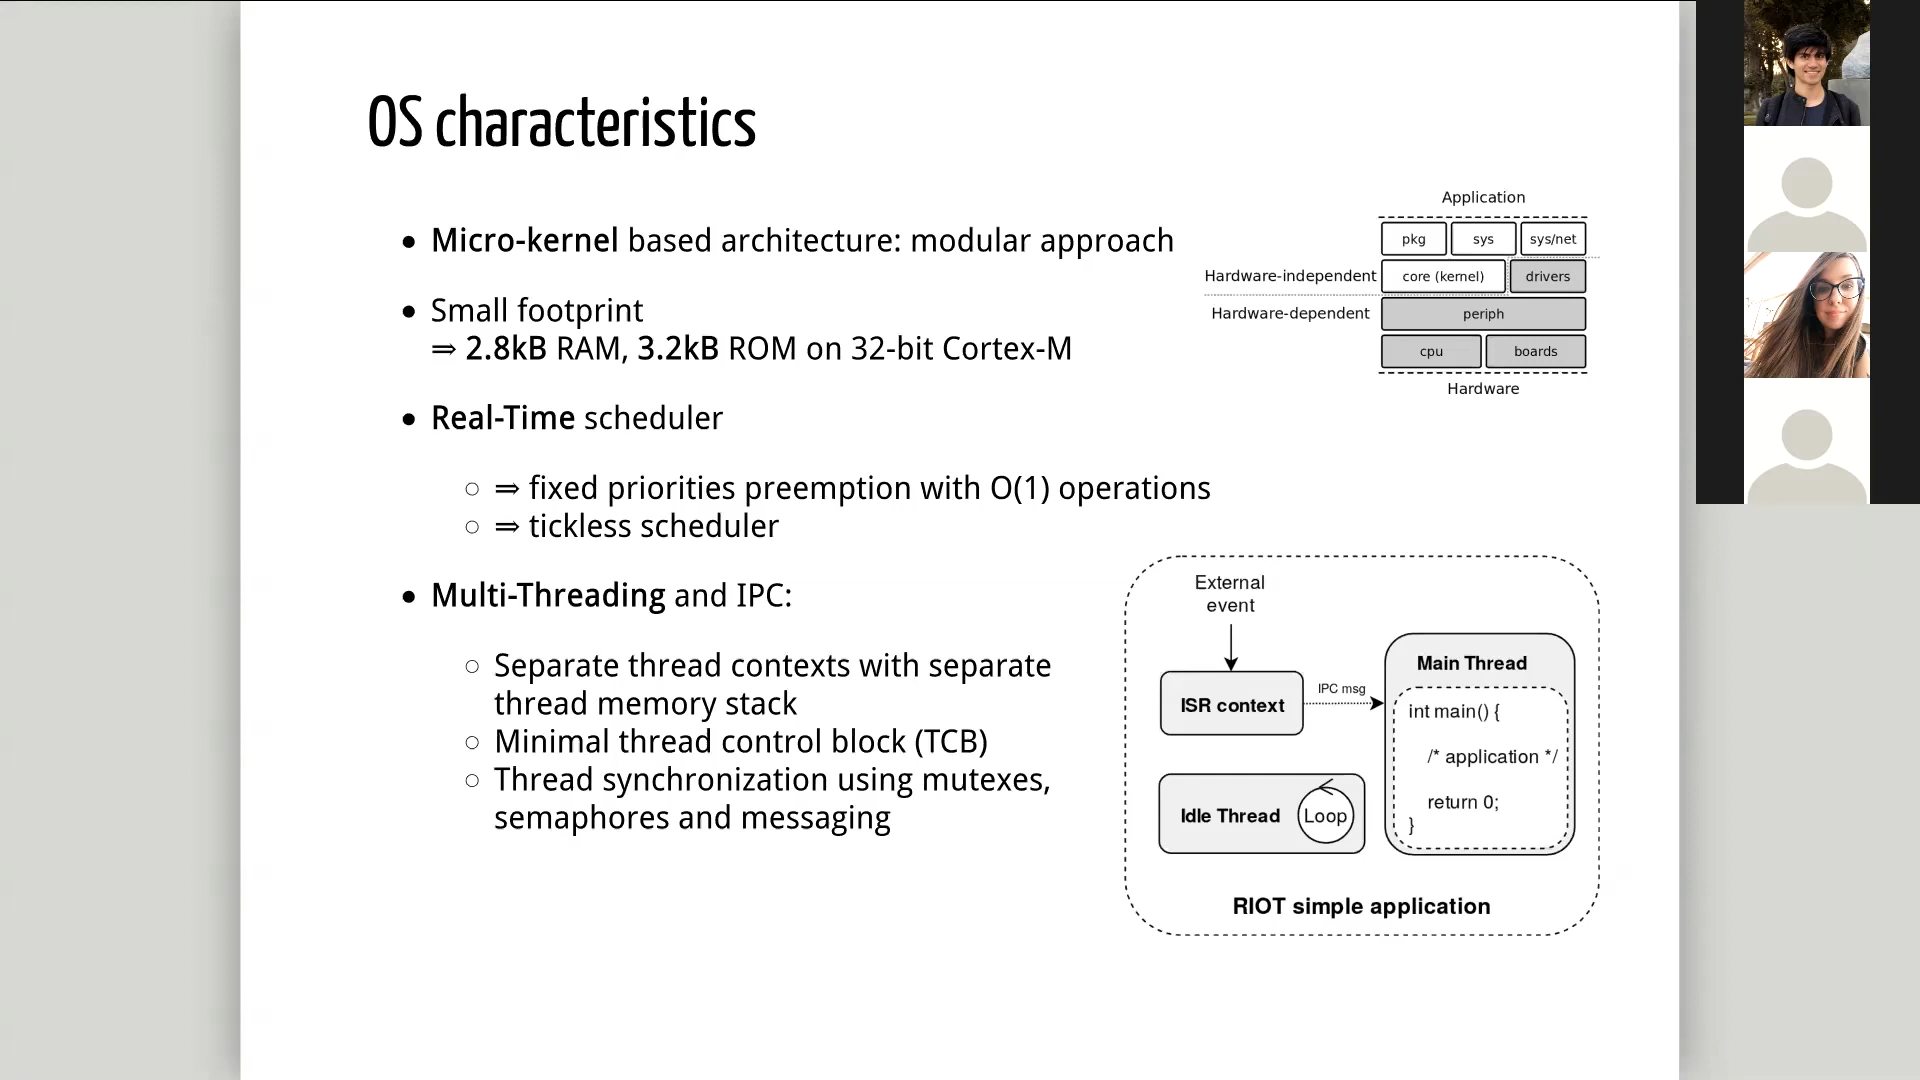 OS characteristics
• Micro-kernel based architecture: modular approach
• Small footprint
⇒ 2.8kB RAM, 3.2kB ROM on 32-bit Cortex-M
• Real-Time scheduler
○ ⇒ fixed priorities preemption with O(1) operations
○ ⇒ tickless scheduler
• Multi-Threading and IPC:
○ Separate thread contexts with separate
thread memory stack
○ Minimal thread control block (TCB)
○ Thread synchronization using mutexes,
semaphores and messaging
Application
pkg sys sys/net
Hardware-independent core (kernel) drivers
Hardware-dependent periph
cpu boards
Hardware
External
event
ISR context
IPC msg
Main Thread
int main() {
/* application */
return 0;
}
Idle Thread Loop
RIOT simple application